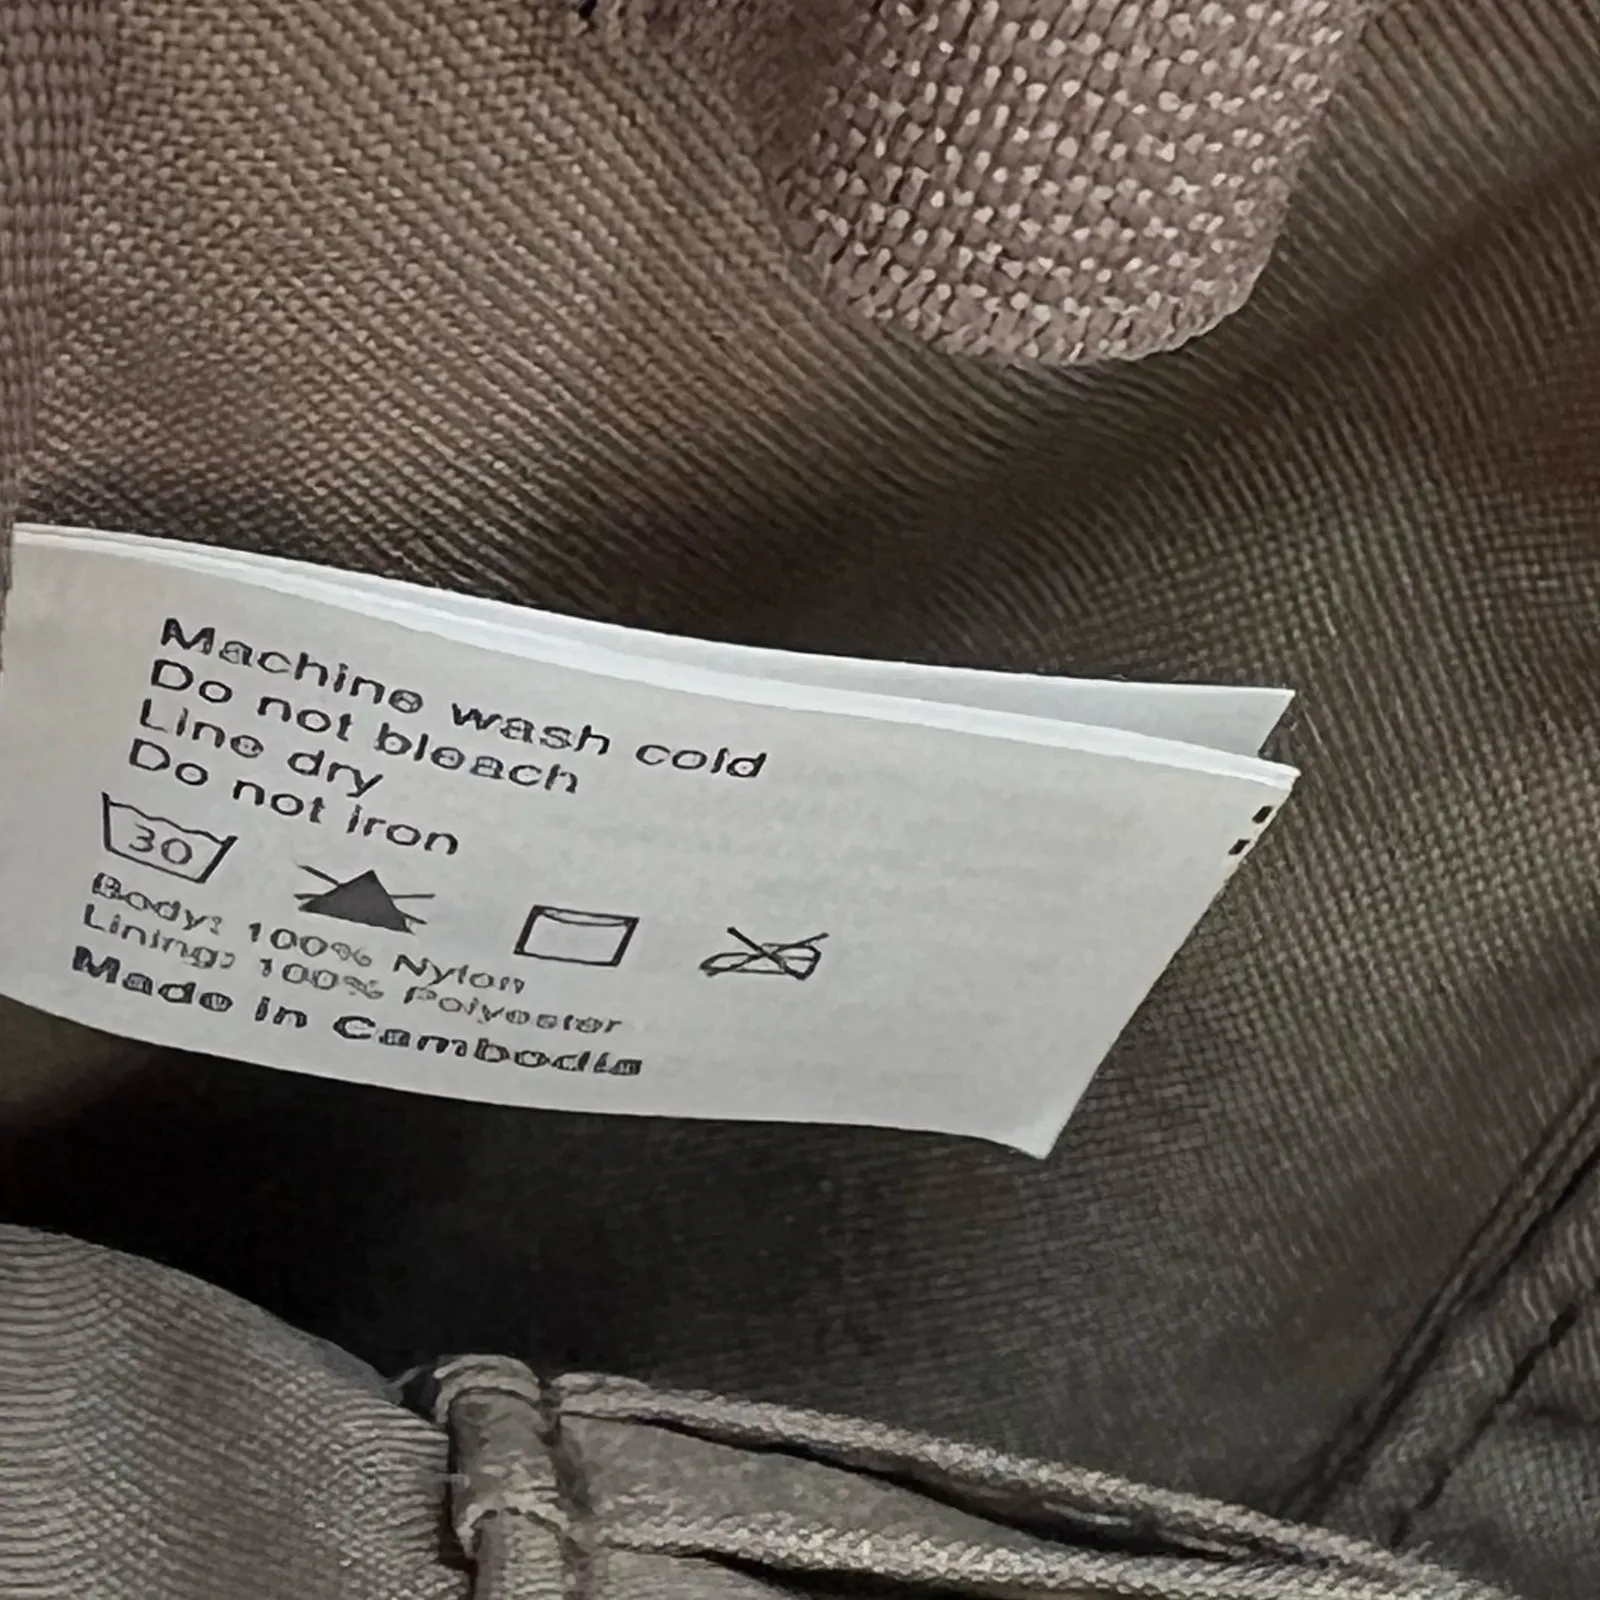 Machine wash cold
Do not bleach
Line dry
Do not iron
30
Body: 100% Nylon
Lining: 100% Polyester
Made in Cambodia